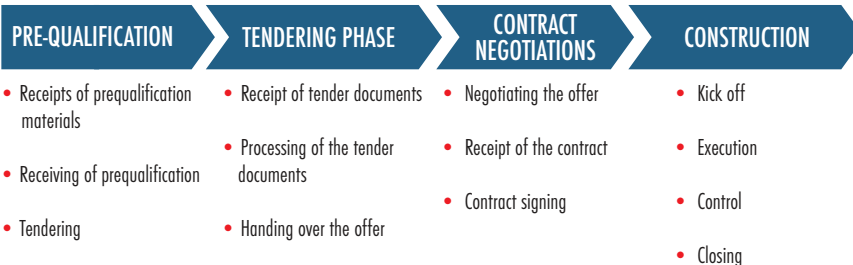 PRE-QUALIFICATION
• Receipts of prequalification
materials
• Receiving of prequalification
• Tendering
TENDERING PHASE
• Receipt of tender documents
• Processing of the tender
documents
• Handing over the offer
CONTRACT
NEGOTIATIONS
• Negotiating the offer
• Receipt of the contract
• Contract signing
CONSTRUCTION
• Kick off
• Execution
• Control
• Closing